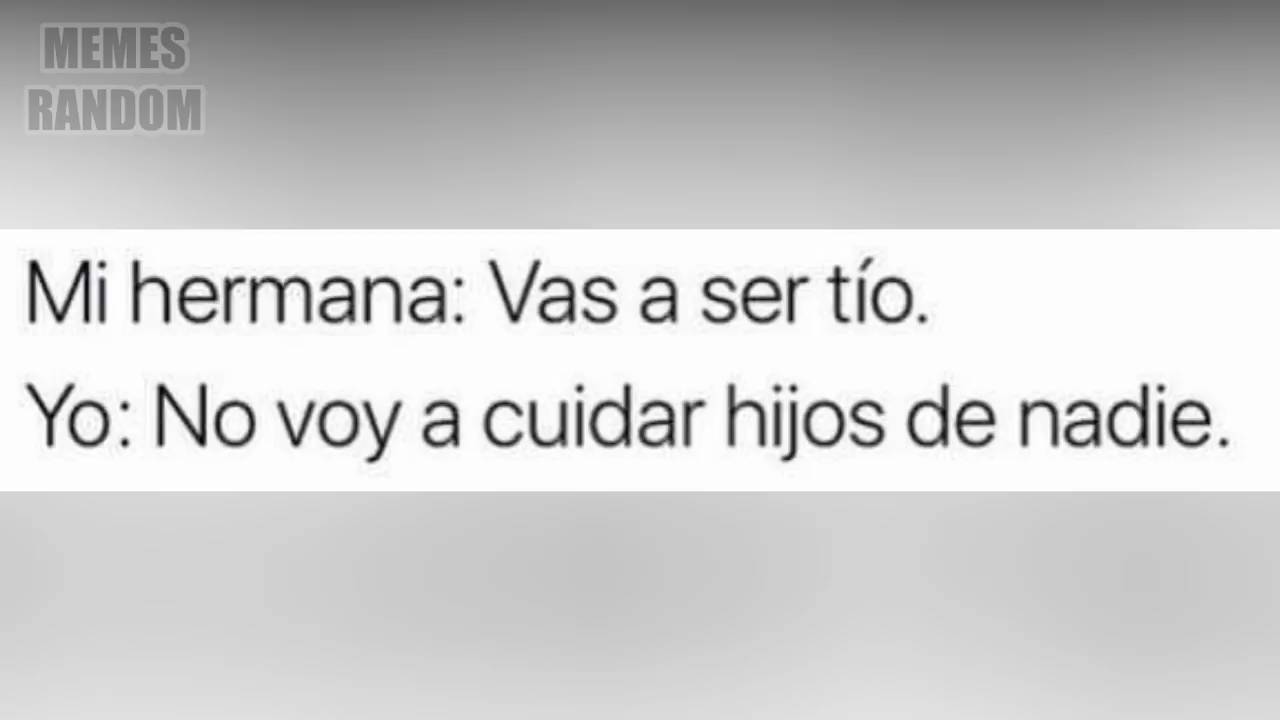 MEMES
RANDOM
Mi hermana: Vas a ser tío.
Yo: No voy a cuidar hijos de nadie.